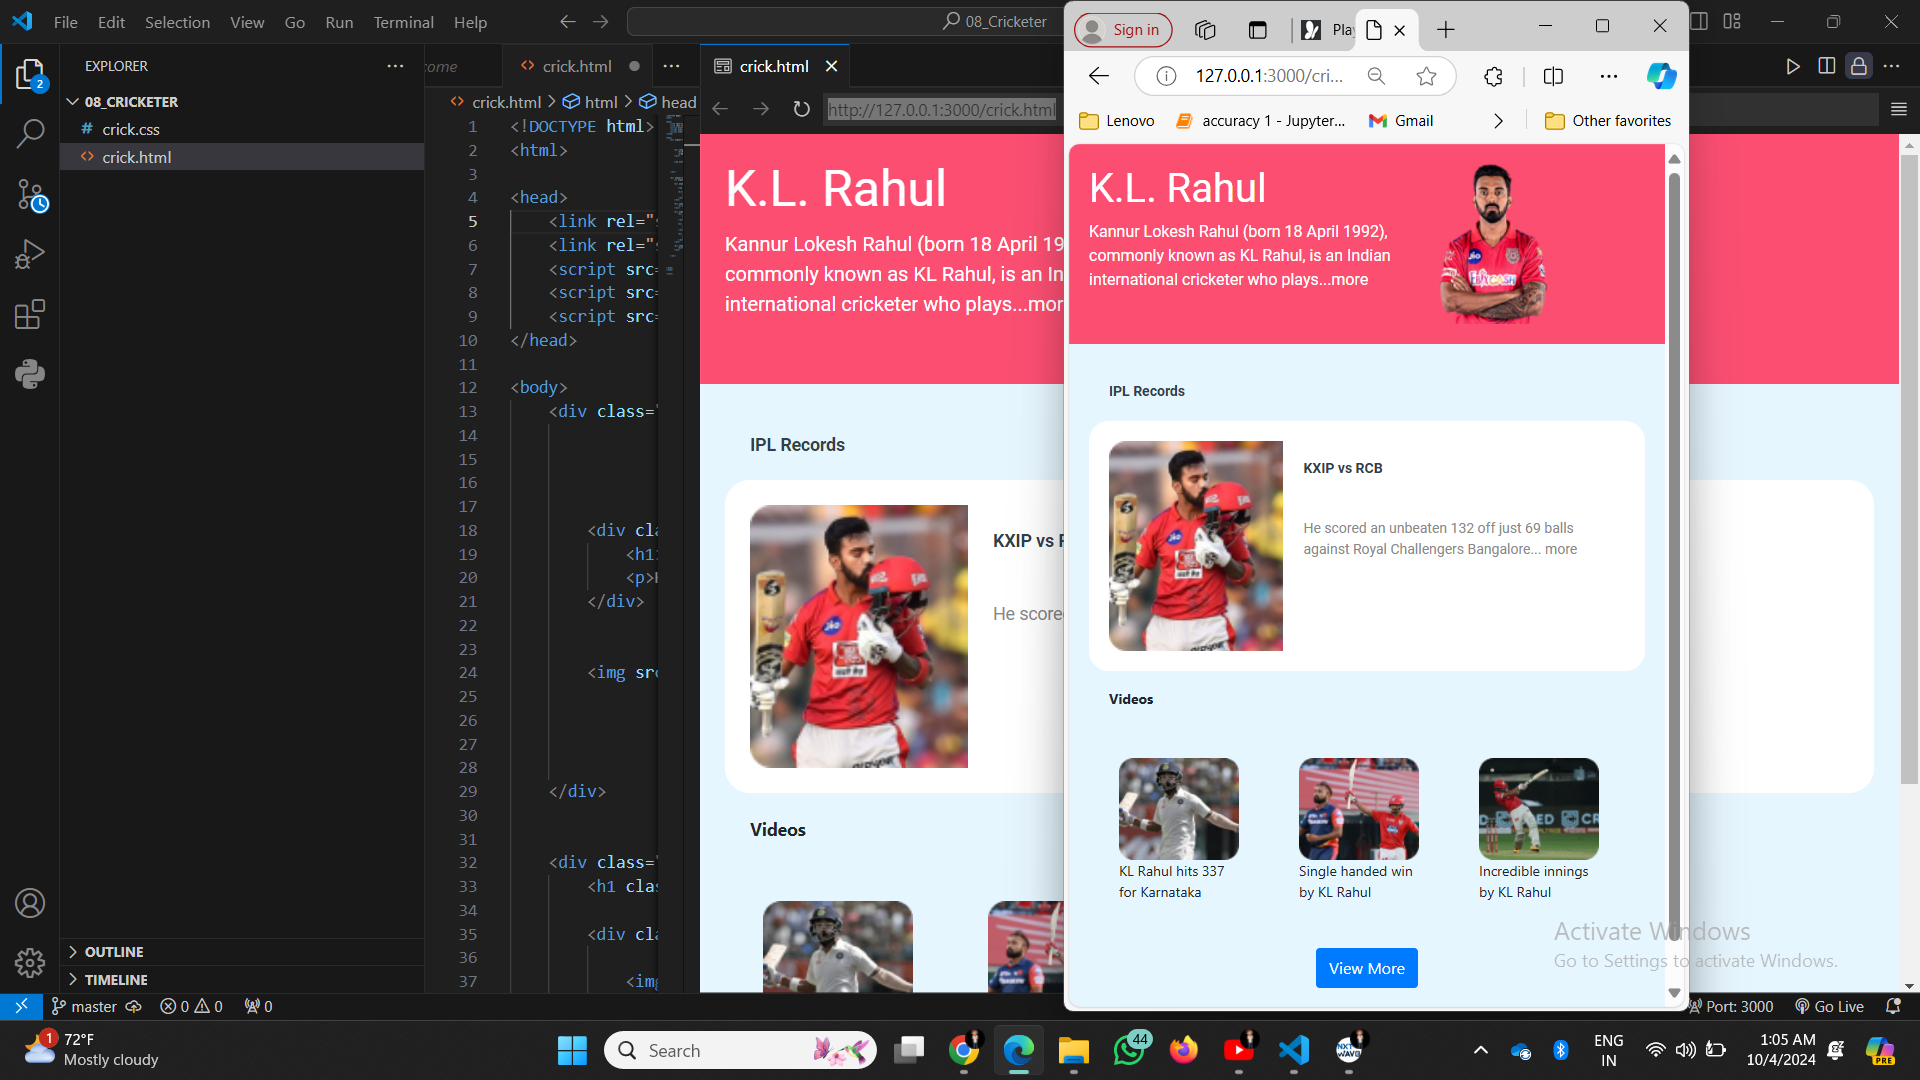 File Edit Selection View Go Run Terminal Help
08_Cricketer
EXPLORER
08_CRICKETER
# crick.css
<> crick.html
OUTLINE
TIMELINE
ome
<> crick.html
crick.html
crick.html > html > head
http://127.0.0.1:3000/crick.html
1 <!DOCTYPE html>
2 <html>
3
4 <head>
5 <link rel="
6 <link rel="
7 <script src=
8 <script src=
9 <script src=
10 </head>
11
12 <body>
13 <div class=
14
15
16
17
18 <div cla
19 <h1
20 <p>
21 </div>
22
23
24 <img src
25
26
27
28
29 </div>
30
31
32 <div class=
33 <h1 clas
34
35 <div cla
36
37 <img
K.L. Rahul
Kannur Lokesh Rahul (born 18 April 19
commonly known as KL Rahul, is an In
international cricketer who plays...mor
IPL Records
KXIP vs
He score
Videos
Sign in
Play
127.0.0.1:3000/cri...
Lenovo
accuracy 1 - Jupyter...
Gmail
Other favorites
K.L. Rahul
Kannur Lokesh Rahul (born 18 April 1992),
commonly known as KL Rahul, is an Indian
international cricketer who plays...more
IPL Records
KXIP vs RCB
He scored an unbeaten 132 off just 69 balls
against Royal Challengers Bangalore... more
Videos
KL Rahul hits 337
for Karnataka
Single handed win
by KL Rahul
Incredible innings
by KL Rahul
View More
Activate Windows
Go to Settings to activate Windows.
master
0 0
0
Port: 3000
Go Live
1
72°F
Mostly cloudy
Search
44
ENG
IN
1:05 AM
10/4/2024
PRE